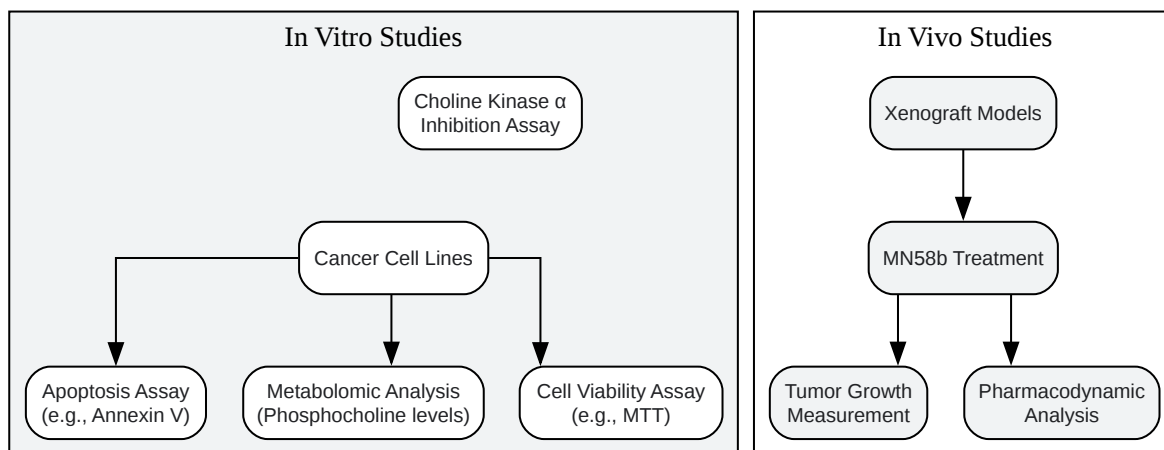 In Vitro Studies
Choline Kinase α
Inhibition Assay
Cancer Cell Lines
Apoptosis Assay
(e.g., Annexin V)
Metabolomic Analysis
(Phosphocholine levels)
Cell Viability Assay
(e.g., MTT)
In Vivo Studies
Xenograft Models
MN58b Treatment
Tumor Growth
Measurement
Pharmacodynamic
Analysis